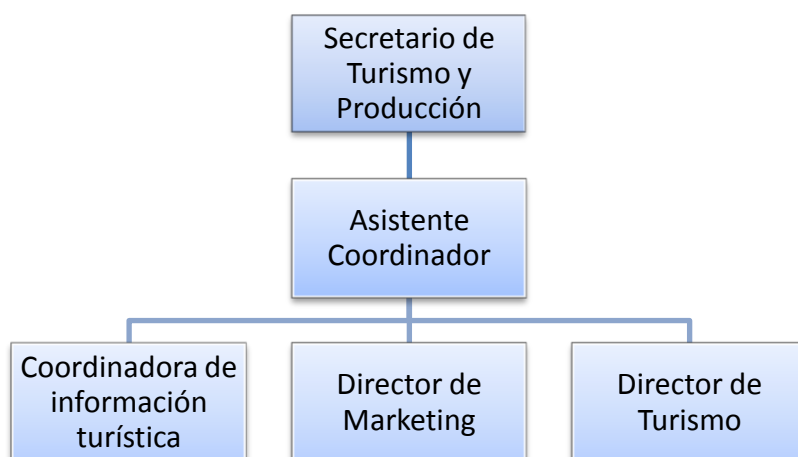 Secretario de
Turismo y
Producción
Asistente
Coordinador
Coordinadora de
información
turística
Director de
Marketing
Director de
Turismo